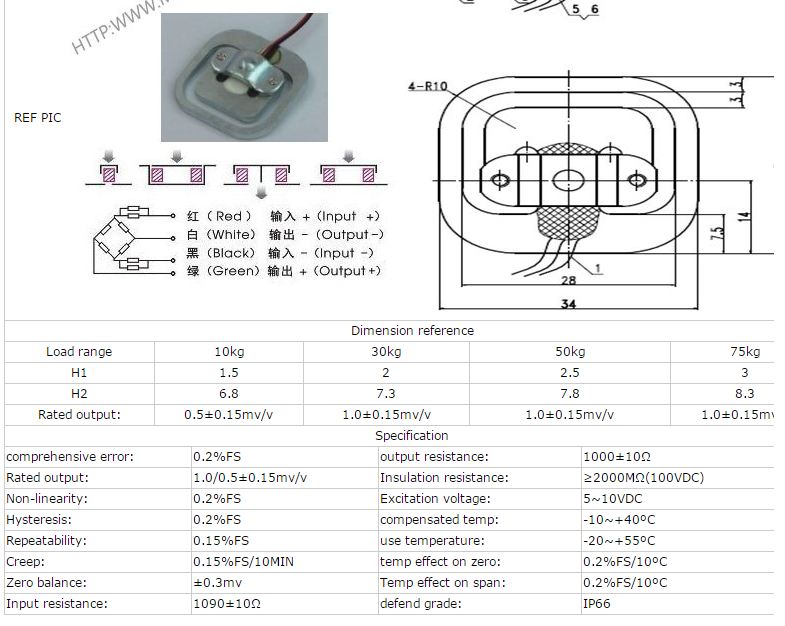 HTTP:WWW.
5 6
REF PIC
4-R10
3
3
14
7.5
1
28
34
红 (Red) 输入 + (Input +)
白 (White) 输出 - (Output-)
黑 (Black) 输入 - (Input -)
绿 (Green) 输出 + (Output+)
Dimension reference
Load range 10kg 30kg 50kg 75kg
H1 1.5 2 2.5 3
H2 6.8 7.3 7.8 8.3
Rated output: 0.5±0.15mv/v 1.0±0.15mv/v 1.0±0.15mv/v 1.0±0.15mv
Specification
comprehensive error: 0.2%FS output resistance: 1000±10Ω
Rated output: 1.0/0.5±0.15mv/v Insulation resistance: ≥2000MΩ(100VDC)
Non-linearity: 0.2%FS Excitation voltage: 5~10VDC
Hysteresis: 0.2%FS compensated temp: -10~+40ºC
Repeatability: 0.15%FS use temperature: -20~+55ºC
Creep: 0.15%FS/10MIN temp effect on zero: 0.2%FS/10ºC
Zero balance: ±0.3mv Temp effect on span: 0.2%FS/10ºC
Input resistance: 1090±10Ω defend grade: IP66